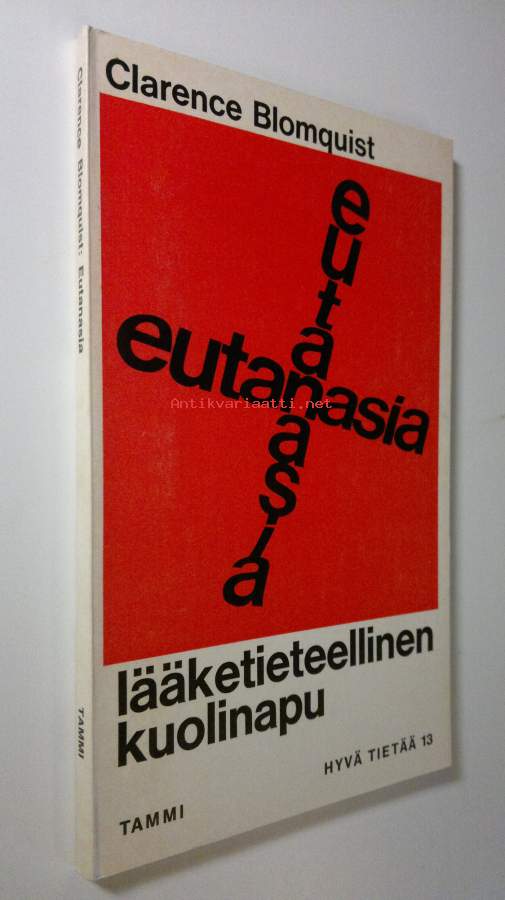 Clarence Blomquist
eutanasia
eutanasia
lääketieteellinen
kuolinapu
HYVÄ TIETÄÄ 13
TAMMI
Clarence Blomquist: Eutanasia
TAMMI
Antikvariaatti.net